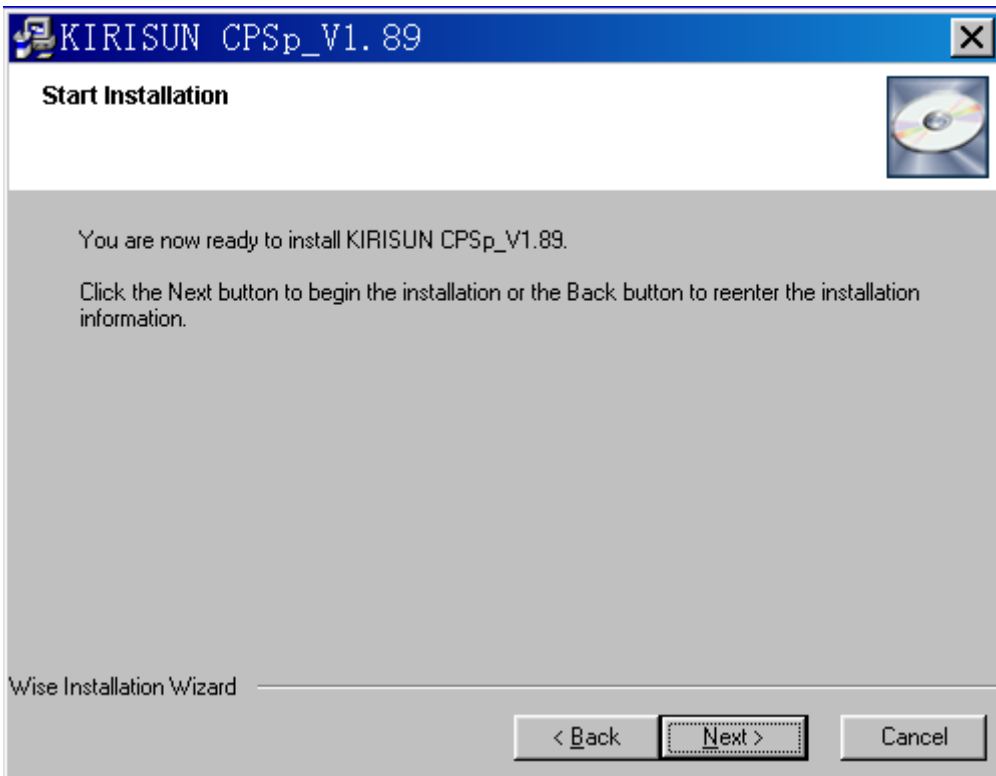 KIRISUN CPSp_V1.89
Start Installation
You are now ready to install KIRISUN CPSp_V1.89.
Click the Next button to begin the installation or the Back button to reenter the installation
information.
Wise Installation Wizard
< Back
Next >
Cancel